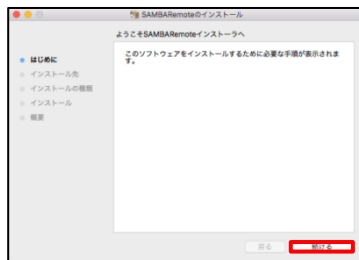 SAMBARemoteのインストール
ようこそSAMBARemoteインストーラへ
はじめに
インストール先
インストールの種類
インストール
概要
このソフトウェアをインストールするために必要な手順が表示されま
す。
戻る
続ける